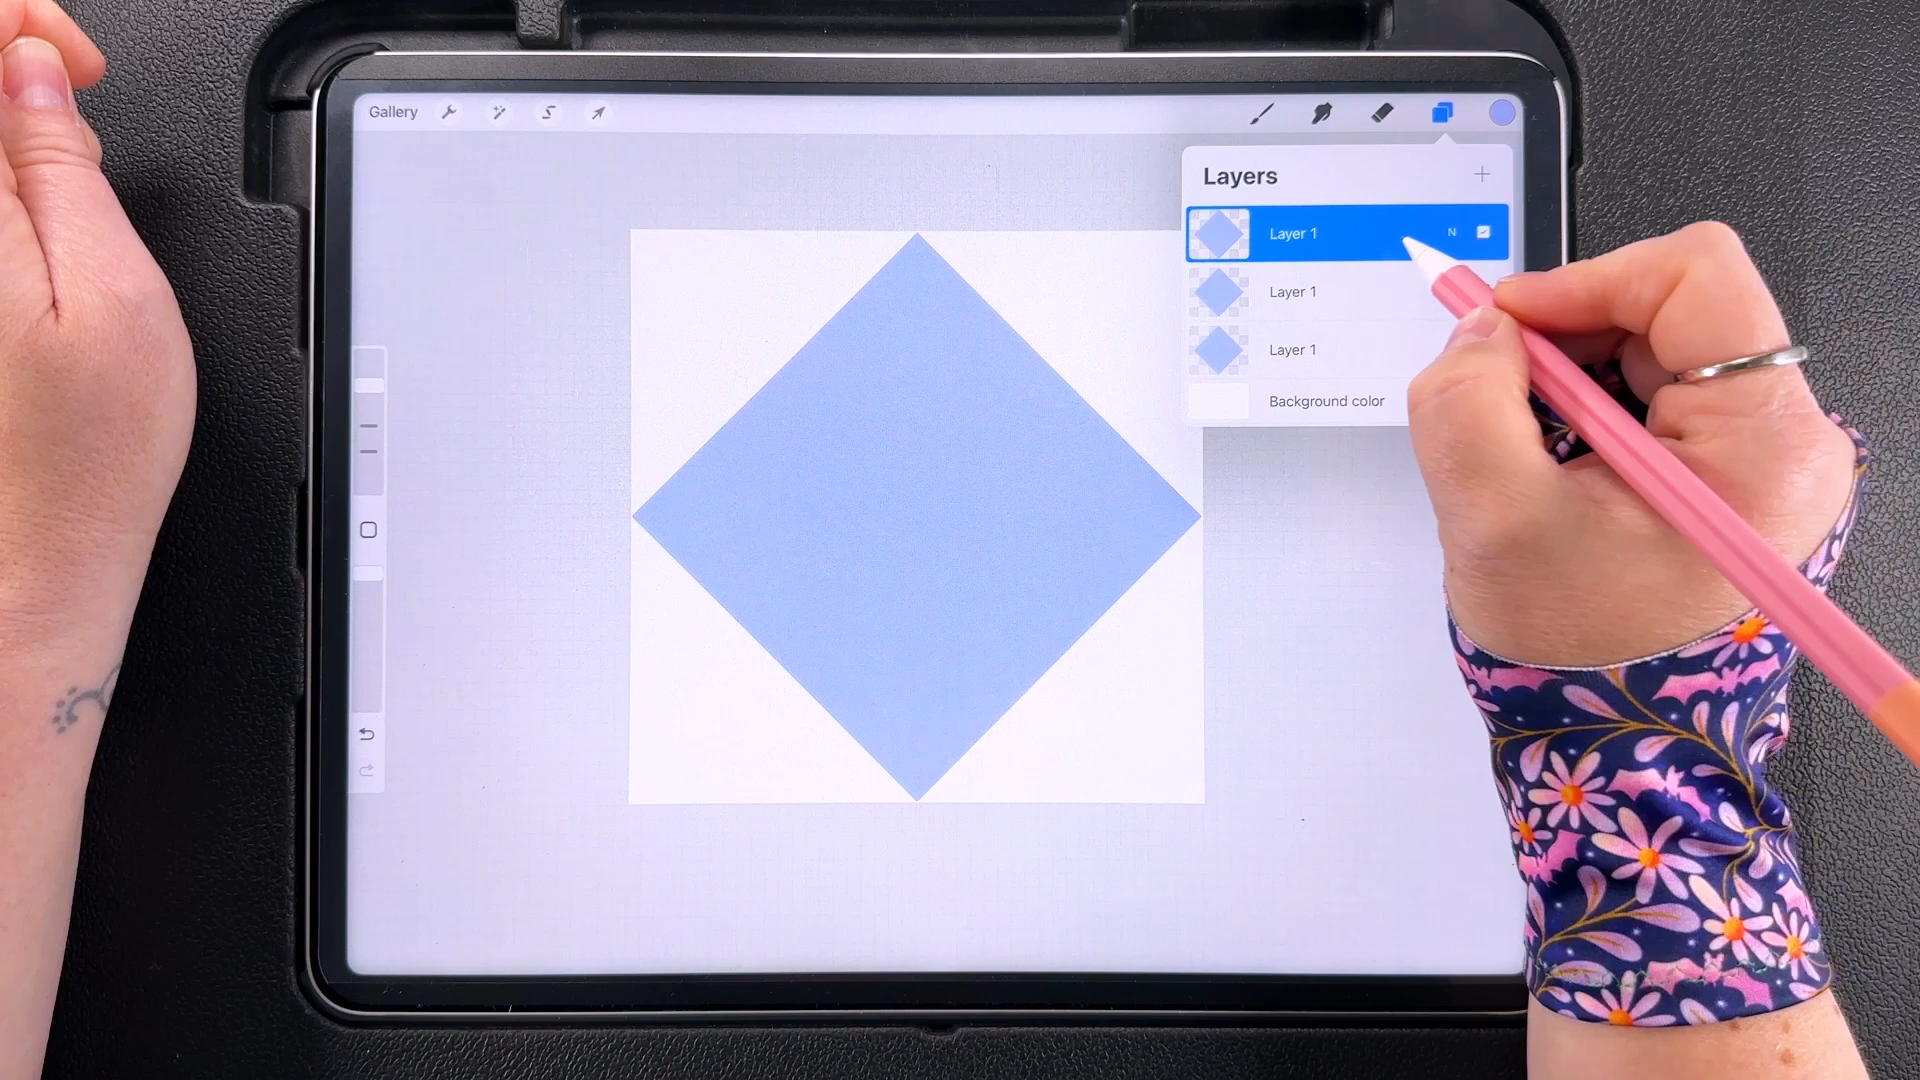 Gallery
Layers
Layer 1 N
Layer 1
Layer 1
Background color